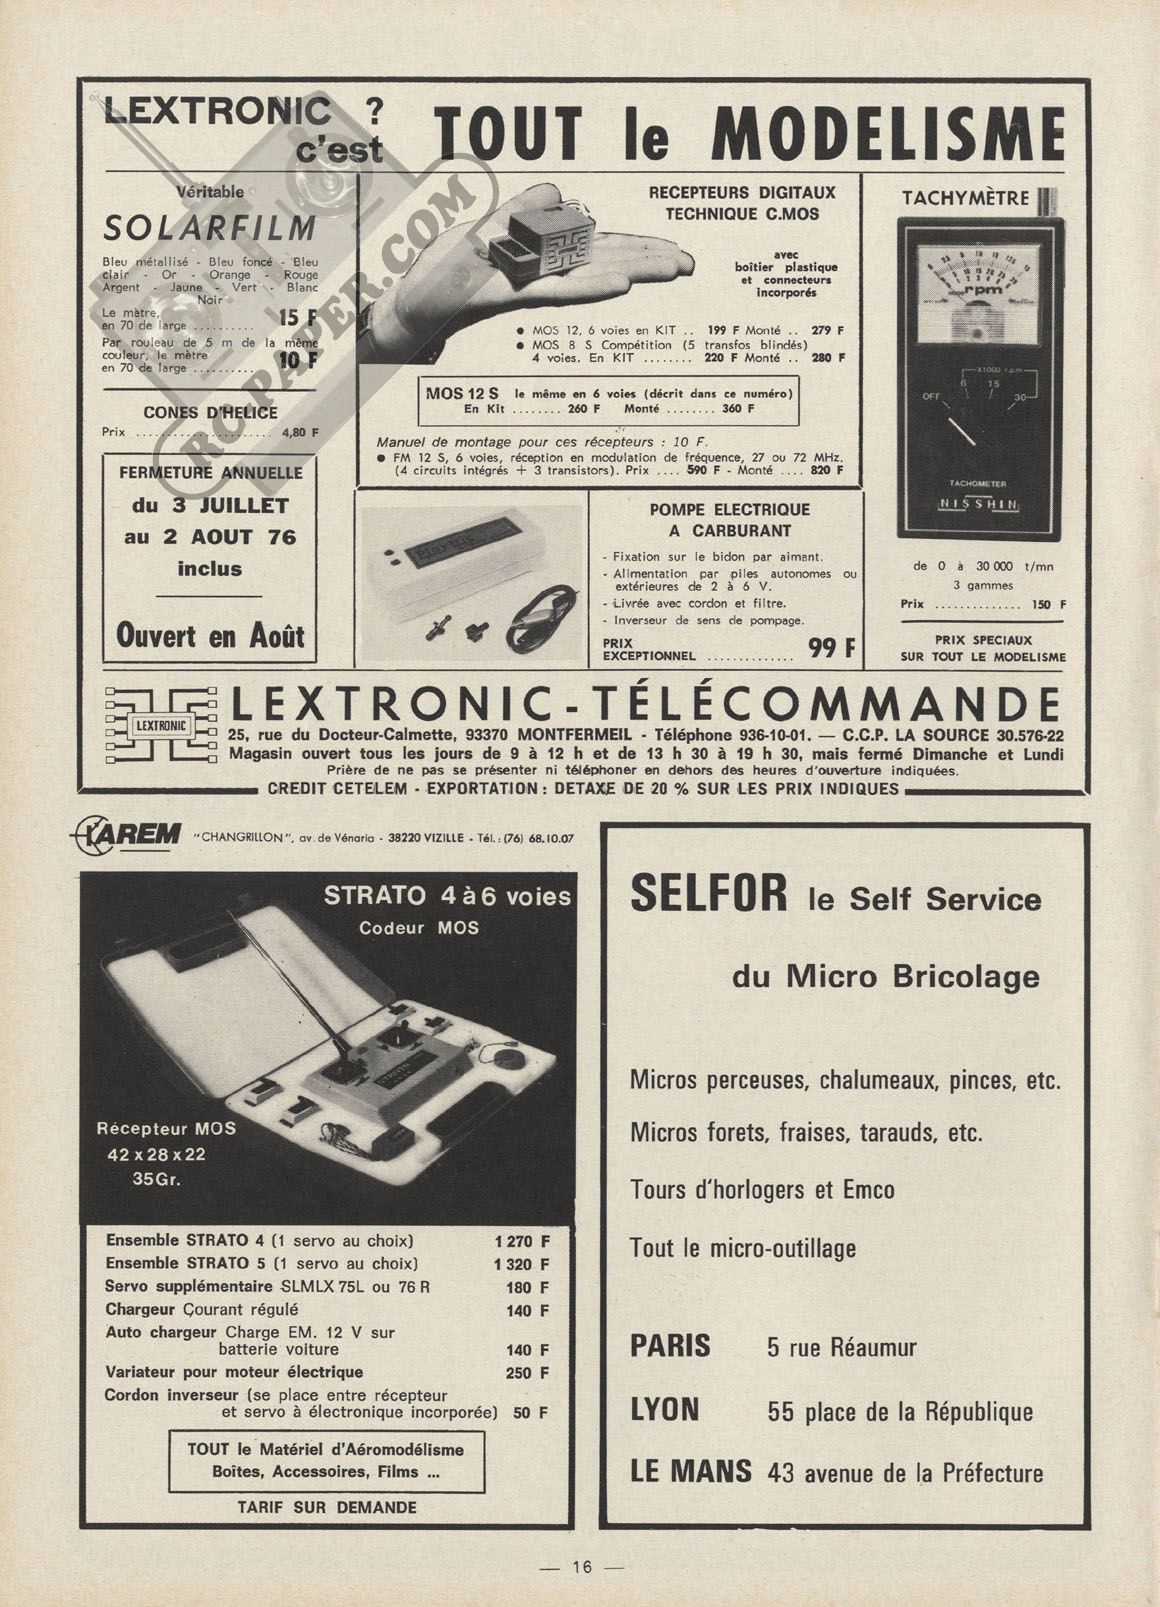 LEXTRONIC ?
c'est
TOUT le MODELISME
Véritable
SOLARFILM
Bleu métallisé - Bleu foncé - Bleu
clair - Or - Orange - Rouge
Argent - Jaune - Vert - Blanc
Noir
Le mètre,
en 70 de large .......... 15 F
Par rouleau de 5 m de la même
couleur, le mètre
en 70 de large .......... 10 F
CONES D'HELICE
Prix ...................... 4,80 F
FERMETURE ANNUELLE
du 3 JUILLET
au 2 AOUT 76
inclus
Ouvert en Août
RECEPTEURS DIGITAUX
TECHNIQUE C.MOS
avec
boîtier plastique
et connecteurs
incorporés
• MOS 12, 6 voies en KIT .. 199 F Monté .. 279 F
• MOS 8 S Compétition (5 transfos blindés)
4 voies. En KIT ........ 220 F Monté .. 280 F
MOS 12 S le même en 6 voies (décrit dans ce numéro)
En Kit ........ 260 F Monté ........ 360 F
Manuel de montage pour ces récepteurs : 10 F.
• FM 12 S, 6 voies, réception en modulation de fréquence, 27 ou 72 MHz.
(4 circuits intégrés + 3 transistors). Prix .... 590 F - Monté .... 820 F
POMPE ELECTRIQUE
A CARBURANT
- Fixation sur le bidon par aimant.
- Alimentation par piles autonomes ou
extérieures de 2 à 6 V.
- Livrée avec cordon et filtre.
- Inverseur de sens de pompage.
PRIX
EXCEPTIONNEL .............. 99 F
TACHYMÈTRE
rpm
X1000 r.p.m.
6 15
OFF 30
TACHOMETER
NISSHIN
de 0 à 30 000 t/mn
3 gammes
Prix .............. 150 F
PRIX SPECIAUX
SUR TOUT LE MODELISME
LEXTRONIC
LEXTRONIC - TÉLÉCOMMANDE
25, rue du Docteur-Calmette, 93370 MONTFERMEIL - Téléphone 936-10-01. — C.C.P. LA SOURCE 30.576-22
Magasin ouvert tous les jours de 9 à 12 h et de 13 h 30 à 19 h 30, mais fermé Dimanche et Lundi
Prière de ne pas se présenter ni téléphoner en dehors des heures d'ouverture indiquées.
CREDIT CETELEM - EXPORTATION : DETAXE DE 20 % SUR LES PRIX INDIQUES
RC-PAPER.COM
KAREM "CHANGRILLON", av. de Vénaria - 38220 VIZILLE - Tél. : (76) 68.10.07
STRATO 4 à 6 voies
Codeur MOS
STRATO
Récepteur MOS
42 x 28 x 22
35Gr.
Ensemble STRATO 4 (1 servo au choix) 1 270 F
Ensemble STRATO 5 (1 servo au choix) 1 320 F
Servo supplémentaire SLMLX 75L ou 76 R 180 F
Chargeur Courant régulé 140 F
Auto chargeur Charge EM. 12 V sur
batterie voiture 140 F
Variateur pour moteur électrique 250 F
Cordon inverseur (se place entre récepteur
et servo à électronique incorporée) 50 F
TOUT le Matériel d'Aéromodélisme
Boîtes, Accessoires, Films ...
TARIF SUR DEMANDE
SELFOR le Self Service
du Micro Bricolage
Micros perceuses, chalumeaux, pinces, etc.
Micros forets, fraises, tarauds, etc.
Tours d'horlogers et Emco
Tout le micro-outillage
PARIS 5 rue Réaumur
LYON 55 place de la République
LE MANS 43 avenue de la Préfecture
— 16 —